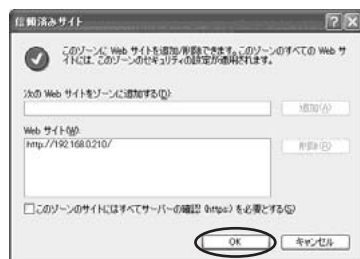 信頼済みサイト
このゾーンに Web サイトを追加/削除できます。このゾーンのすべての Web サ
イトには、このゾーンのセキュリティの設定が適用されます。
次の Web サイトをゾーンに追加する(D):
追加(A)
Web サイト(W):
http://192.168.0.210/
削除(R)
このゾーンのサイトにはすべてサーバーの確認 (https:) を必要とする(S)
OK
キャンセル